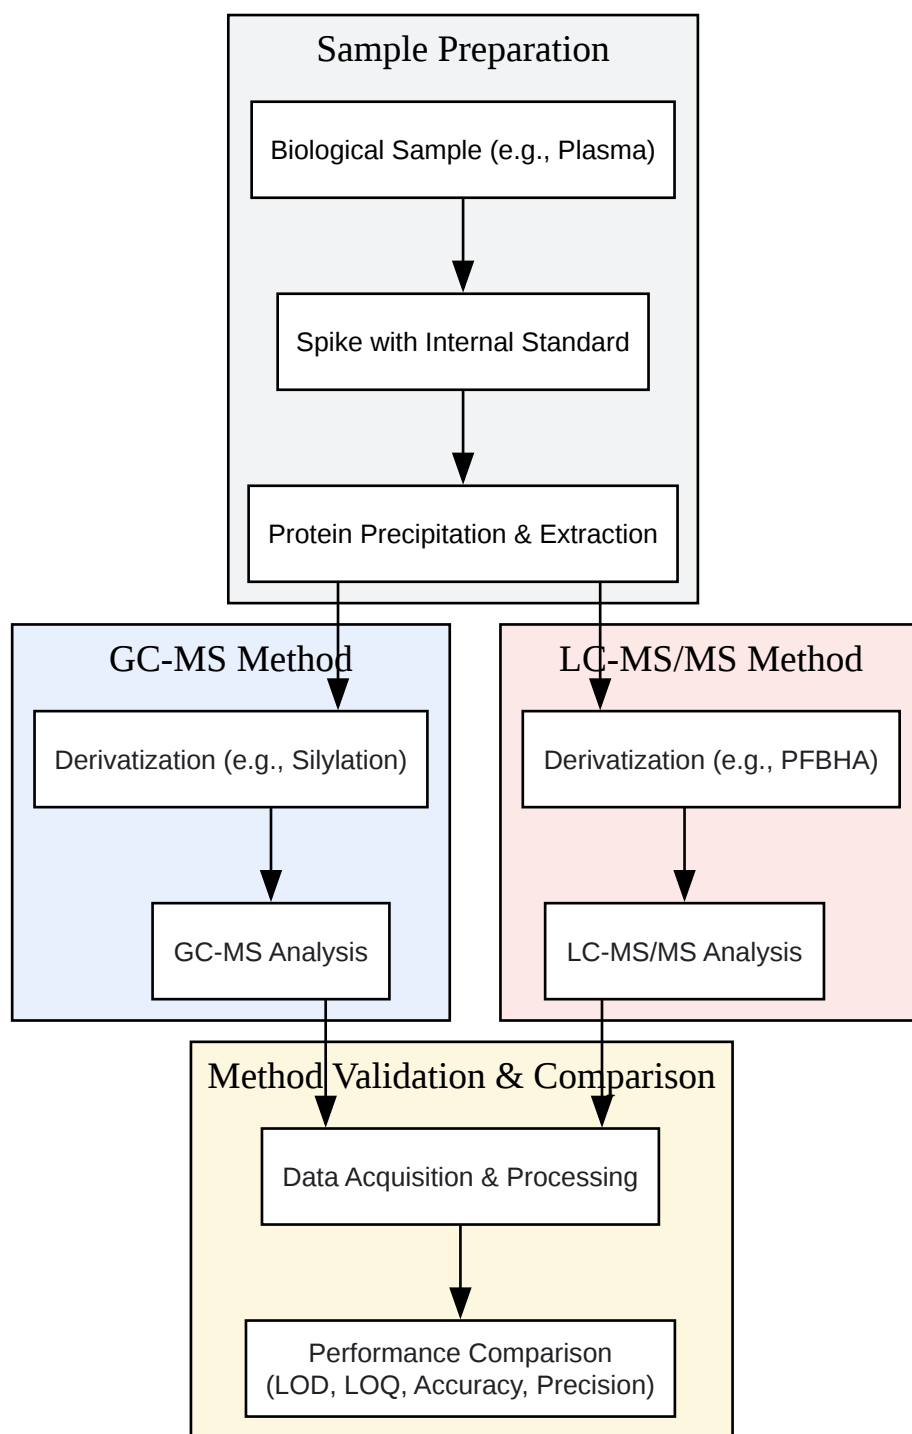 Sample Preparation
Biological Sample (e.g., Plasma)
Spike with Internal Standard
Protein Precipitation & Extraction
GC-MS Method
Derivatization (e.g., Silylation)
GC-MS Analysis
LC-MS/MS Method
Derivatization (e.g., PFBHA)
LC-MS/MS Analysis
Method Validation & Comparison
Data Acquisition & Processing
Performance Comparison
(LOD, LOQ, Accuracy, Precision)